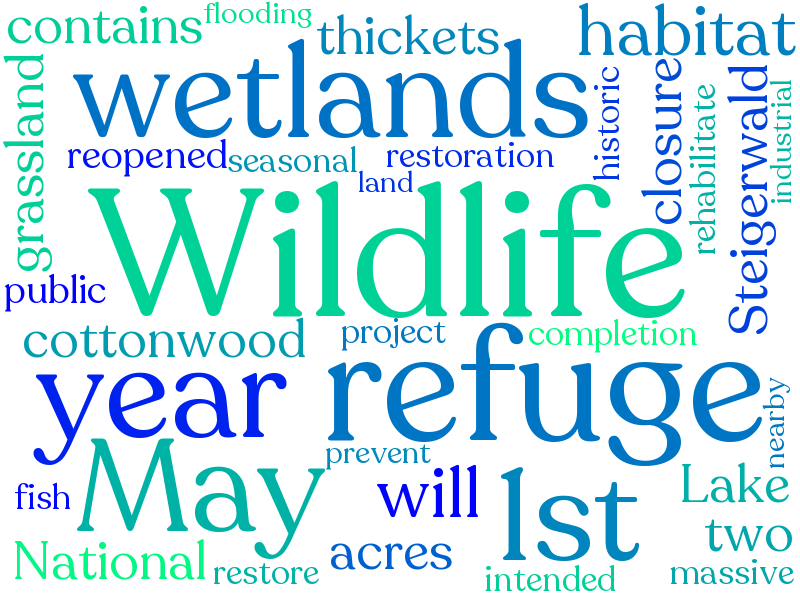 contains
flooding
thickets
habitat
grassland
wetlands
historic
closure
rehabilitate
Steigerwald
industrial
reopened
seasonal
restoration
land
Wildlife
public
cottonwood
project
completion
year
refuge
nearby
May
prevent
fish
will
1st
Lake
two
National
restore
acres
intended
massive